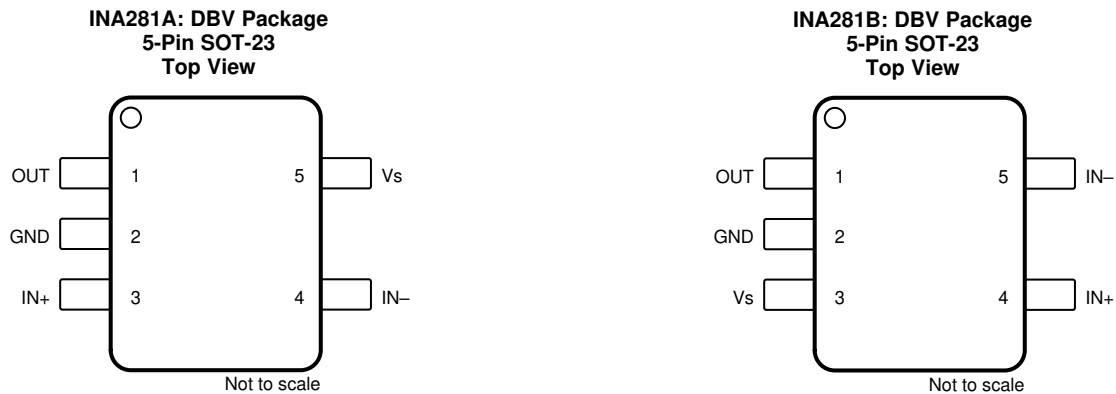 INA281A: DBV Package
5-Pin SOT-23
Top View
OUT 1 5 Vs
GND 2
IN+ 3 4 IN–
Not to scale
INA281B: DBV Package
5-Pin SOT-23
Top View
OUT 1 5 IN–
GND 2
Vs 3 4 IN+
Not to scale